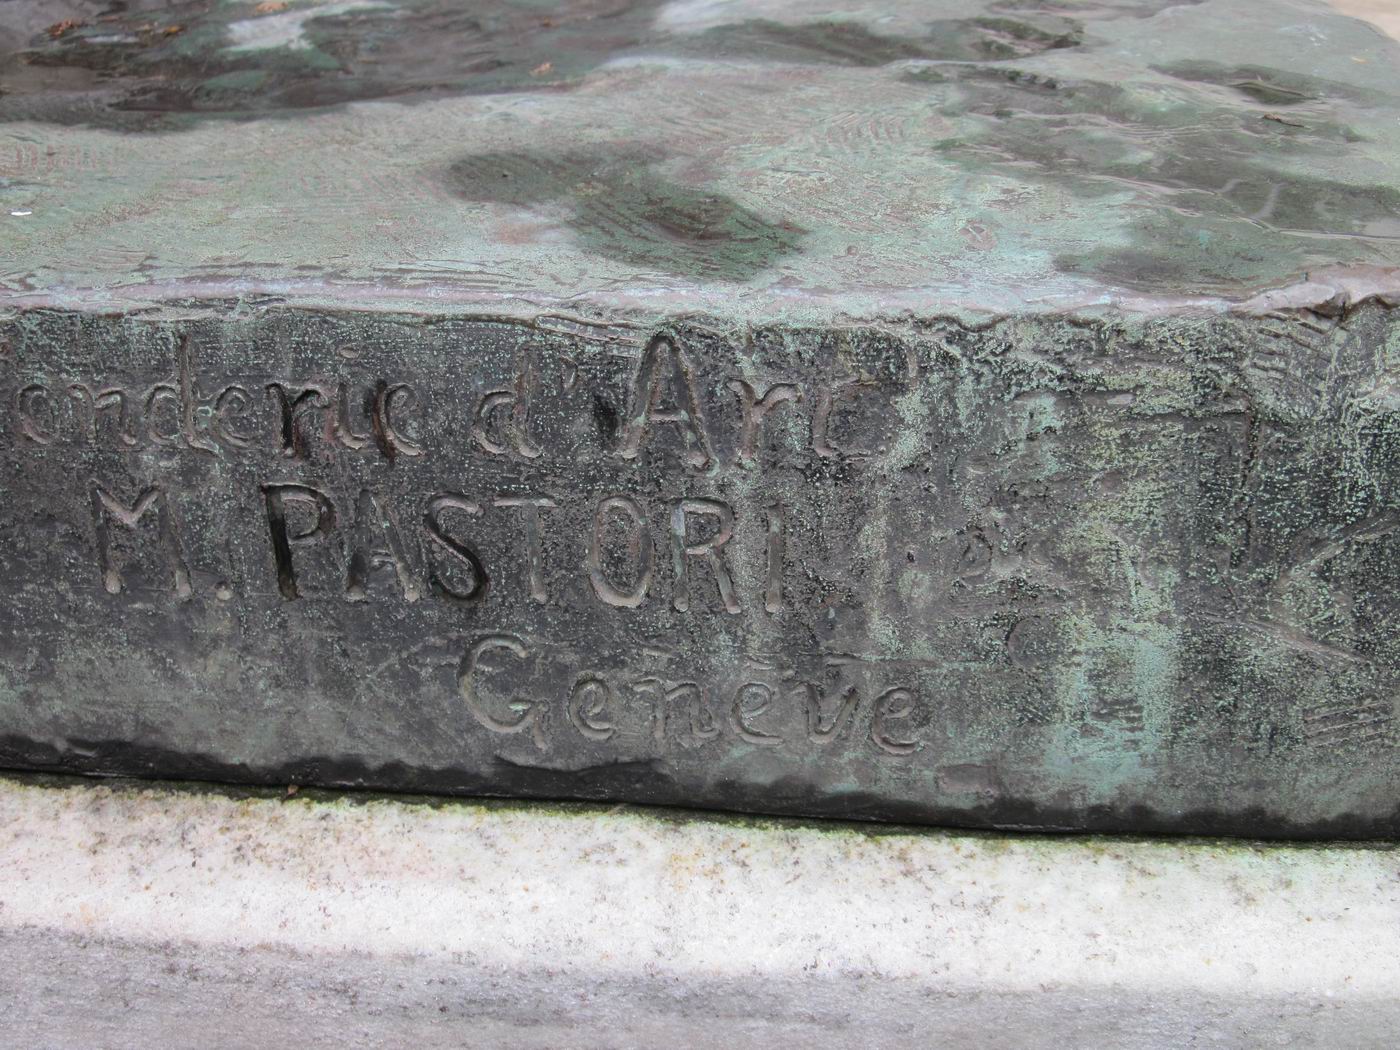 onderie d'Art
M. PASTORI
Genève